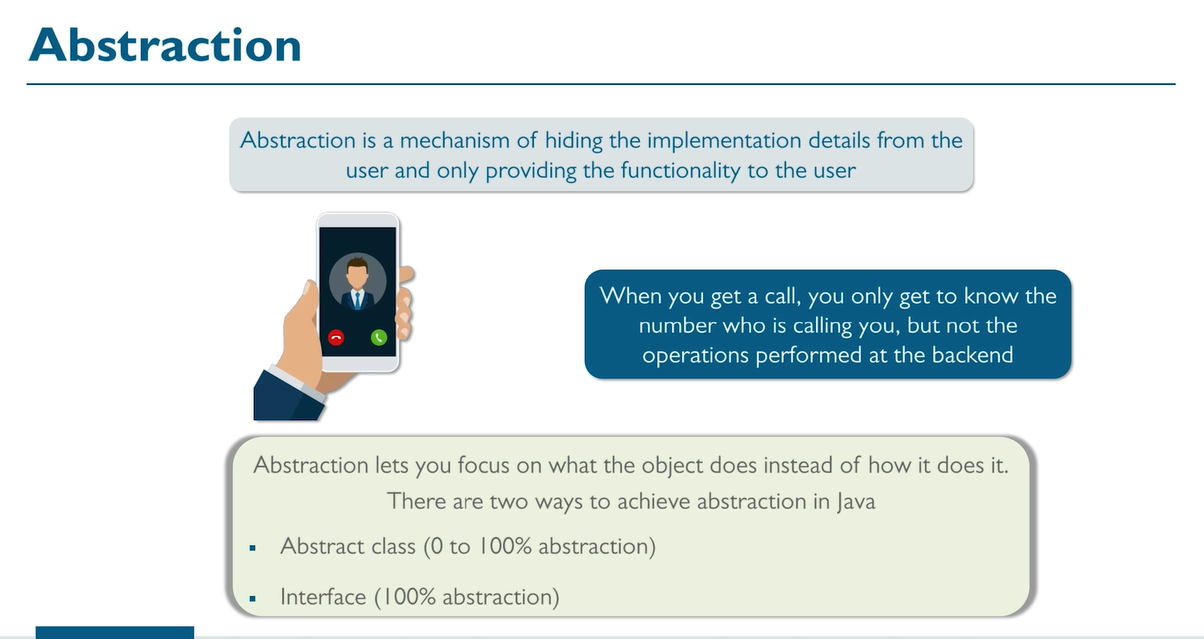 Abstraction
Abstraction is a mechanism of hiding the implementation details from the
user and only providing the functionality to the user
When you get a call, you only get to know the
number who is calling you, but not the
operations performed at the backend
Abstraction lets you focus on what the object does instead of how it does it.
There are two ways to achieve abstraction in Java
▪ Abstract class (0 to 100% abstraction)
▪ Interface (100% abstraction)